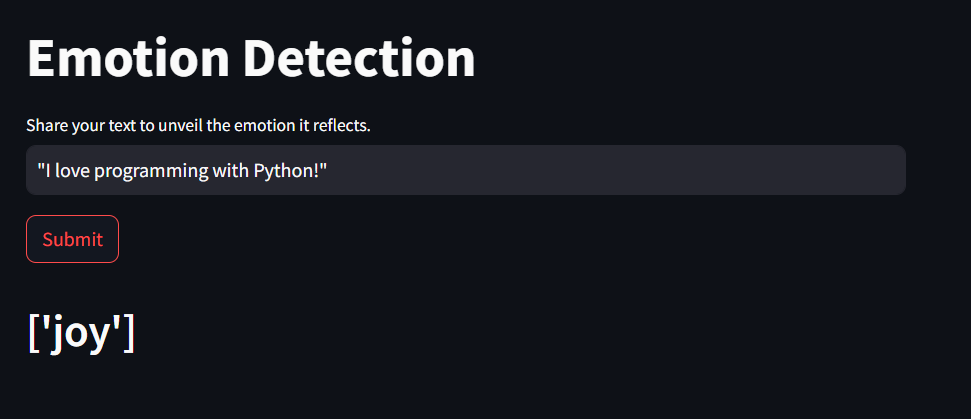 Emotion Detection
Share your text to unveil the emotion it reflects.
"I love programming with Python!"
Submit
['joy']